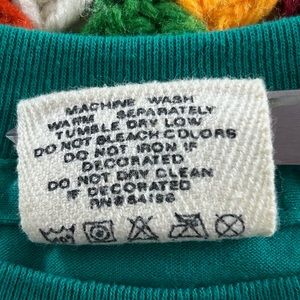 MACHINE WASH
WARM SEPARATELY
TUMBLE DRY LOW
DO NOT BLEACH COLORS
DO NOT IRON IF
DECORATED
DO NOT DRY CLEAN
IF DECORATED
RN# 64196